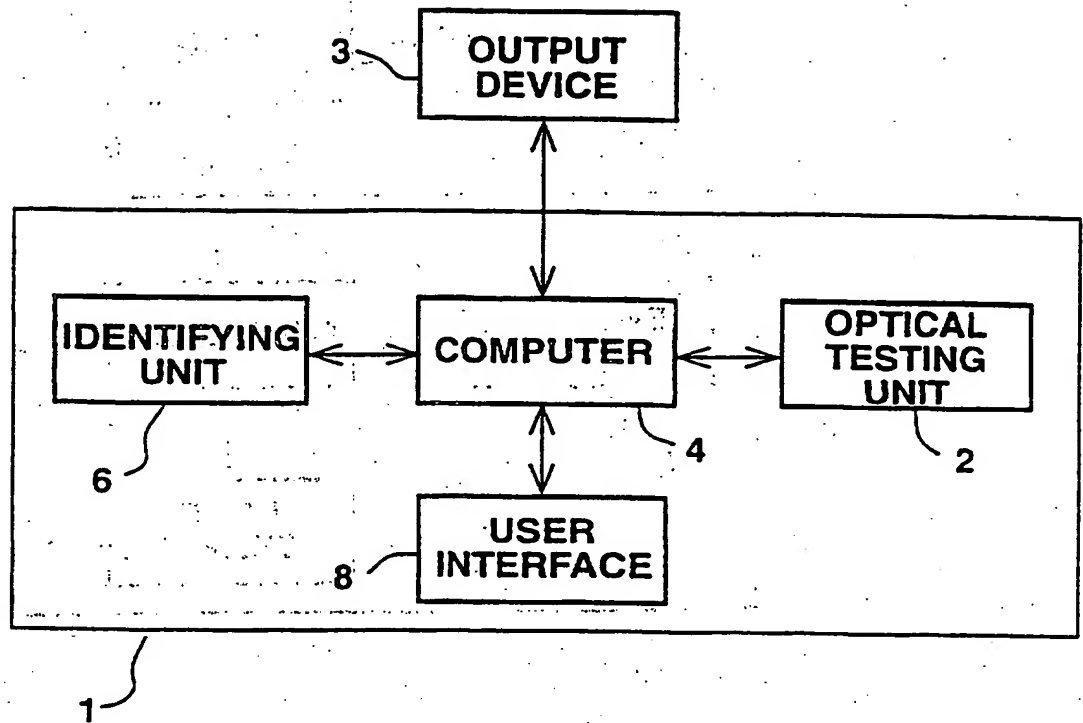 3
OUTPUT
DEVICE
IDENTIFYING
UNIT
COMPUTER
OPTICAL
TESTING
UNIT
6
4
2
USER
INTERFACE
8
1